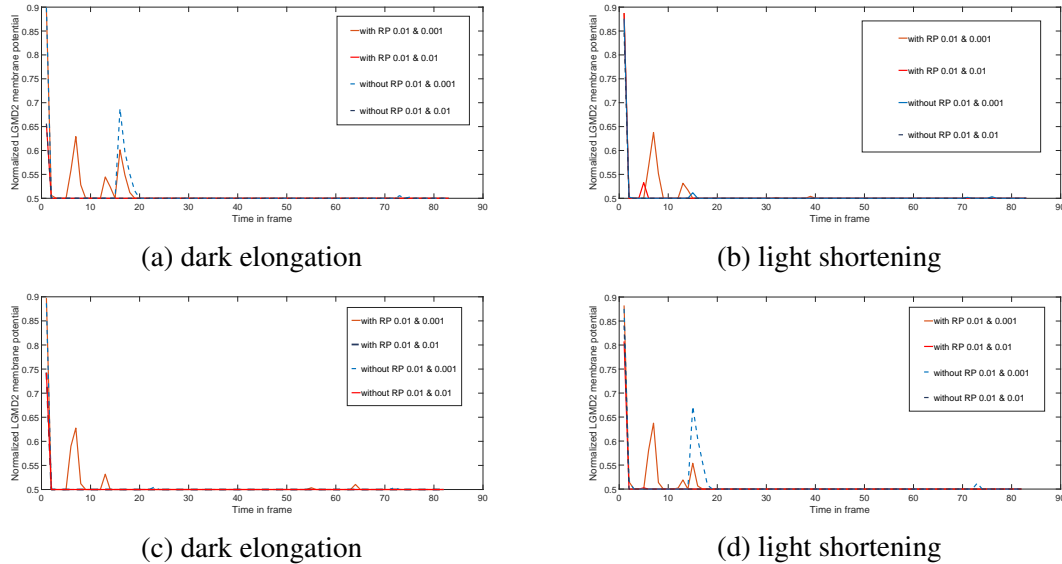 Normalized LGMD2 membrane potential
0.9
0.85
0.8
0.75
0.7
0.65
0.6
0.55
0.5
0 10 20 30 40 50 60 70 80 90
Time in frame
with RP 0.01 & 0.001
with RP 0.01 & 0.01
without RP 0.01 & 0.001
without RP 0.01 & 0.01
(a) dark elongation
Normalized LGMD2 membrane potential
0.9
0.85
0.8
0.75
0.7
0.65
0.6
0.55
0.5
0 10 20 30 40 50 60 70 80 90
Time in frame
with RP 0.01 & 0.001
with RP 0.01 & 0.01
without RP 0.01 & 0.001
without RP 0.01 & 0.01
(b) light shortening
Normalized LGMD2 membrane potential
0.9
0.85
0.8
0.75
0.7
0.65
0.6
0.55
0.5
0 10 20 30 40 50 60 70 80 90
Time in frame
with RP 0.01 & 0.001
with RP 0.01 & 0.01
without RP 0.01 & 0.001
without RP 0.01 & 0.01
(c) dark elongation
Normalized LGMD2 membrane potential
0.9
0.85
0.8
0.75
0.7
0.65
0.6
0.55
0.5
0 10 20 30 40 50 60 70 80 90
Time in frame
with RP 0.01 & 0.001
with RP 0.01 & 0.01
without RP 0.01 & 0.001
without RP 0.01 & 0.01
(d) light shortening